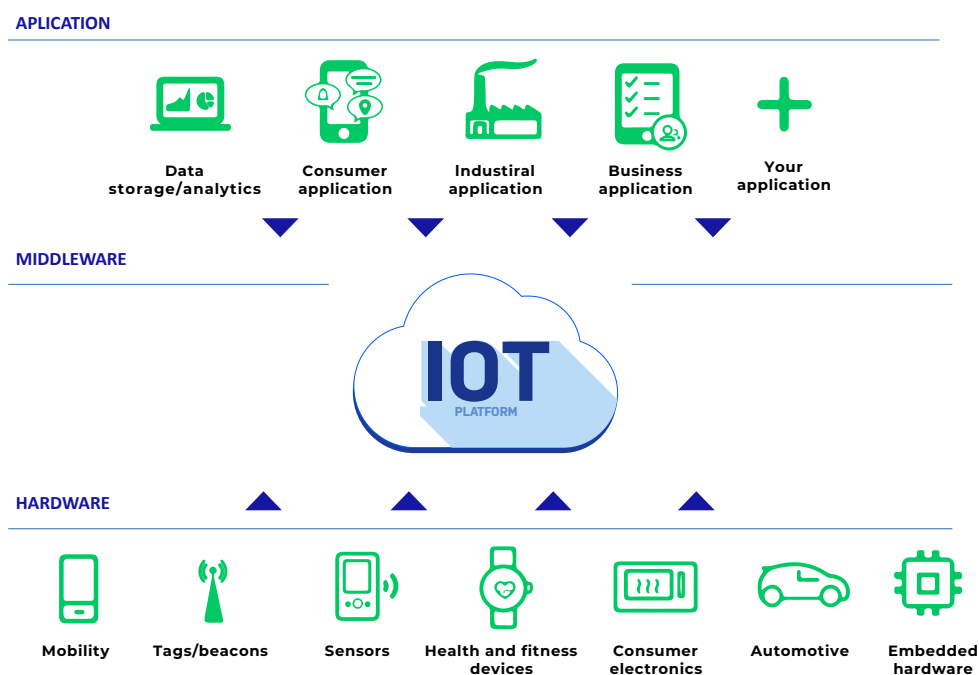 APLICATION
Data
storage/analytics
Consumer
application
Industiral
application
Business
application
Your
application
MIDDLEWARE
IOT
PLATFORM
HARDWARE
Mobility
Tags/beacons
Sensors
Health and fitness
devices
Consumer
electronics
Automotive
Embedded
hardware